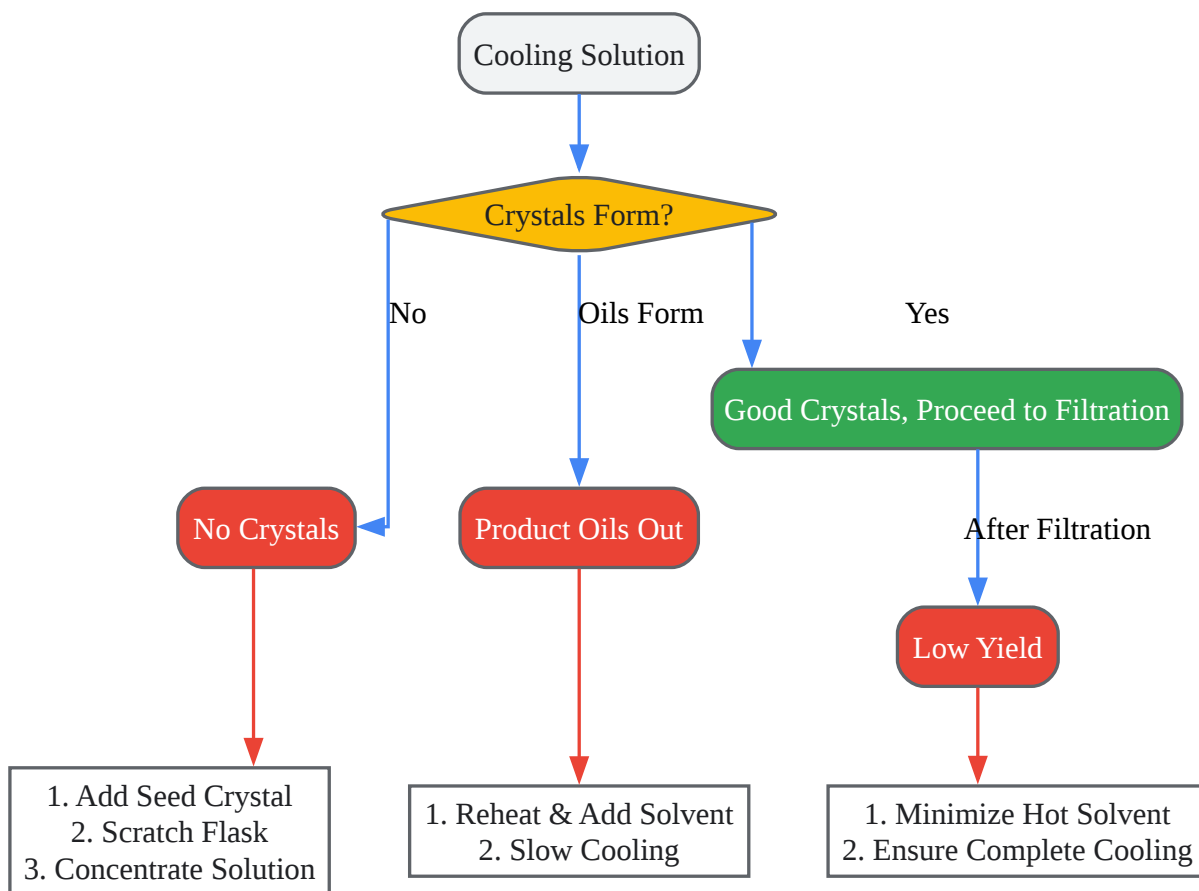 Cooling Solution
Crystals Form?
No
Oils Form
Yes
Good Crystals, Proceed to Filtration
No Crystals
Product Oils Out
After Filtration
Low Yield
1. Add Seed Crystal
2. Scratch Flask
3. Concentrate Solution
1. Reheat & Add Solvent
2. Slow Cooling
1. Minimize Hot Solvent
2. Ensure Complete Cooling